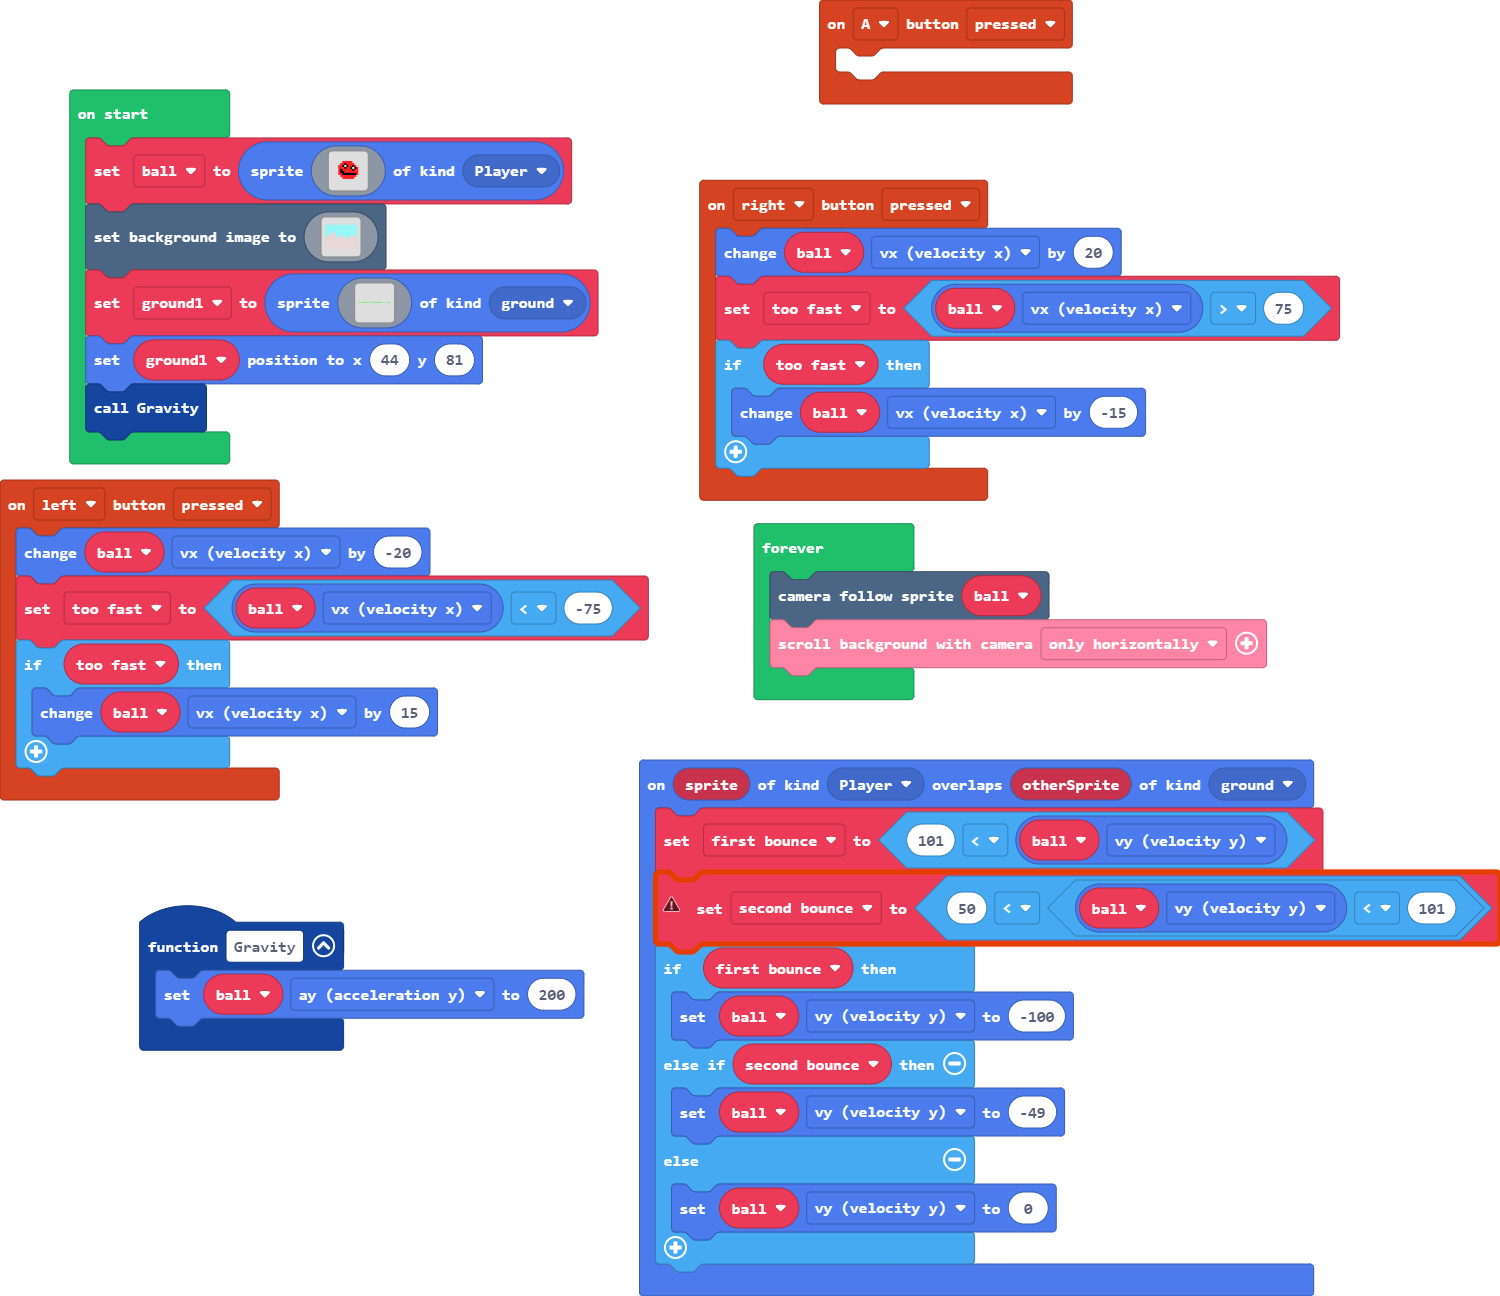 on A button pressed
on start
set ball to sprite of kind Player
set background image to
set ground1 to sprite of kind ground
set ground1 position to x 44 y 81
call Gravity
on right button pressed
change ball vx (velocity x) by 20
set too fast to ball vx (velocity x) > 75
if too fast then
change ball vx (velocity x) by -15
on left button pressed
change ball vx (velocity x) by -20
set too fast to ball vx (velocity x) < -75
if too fast then
change ball vx (velocity x) by 15
forever
camera follow sprite ball
scroll background with camera only horizontally
on sprite of kind Player overlaps otherSprite of kind ground
set first bounce to 101 < ball vy (velocity y)
set second bounce to 50 < ball vy (velocity y) < 101
if first bounce then
set ball vy (velocity y) to -100
else if second bounce then
set ball vy (velocity y) to -49
else
set ball vy (velocity y) to 0
function Gravity
set ball ay (acceleration y) to 200